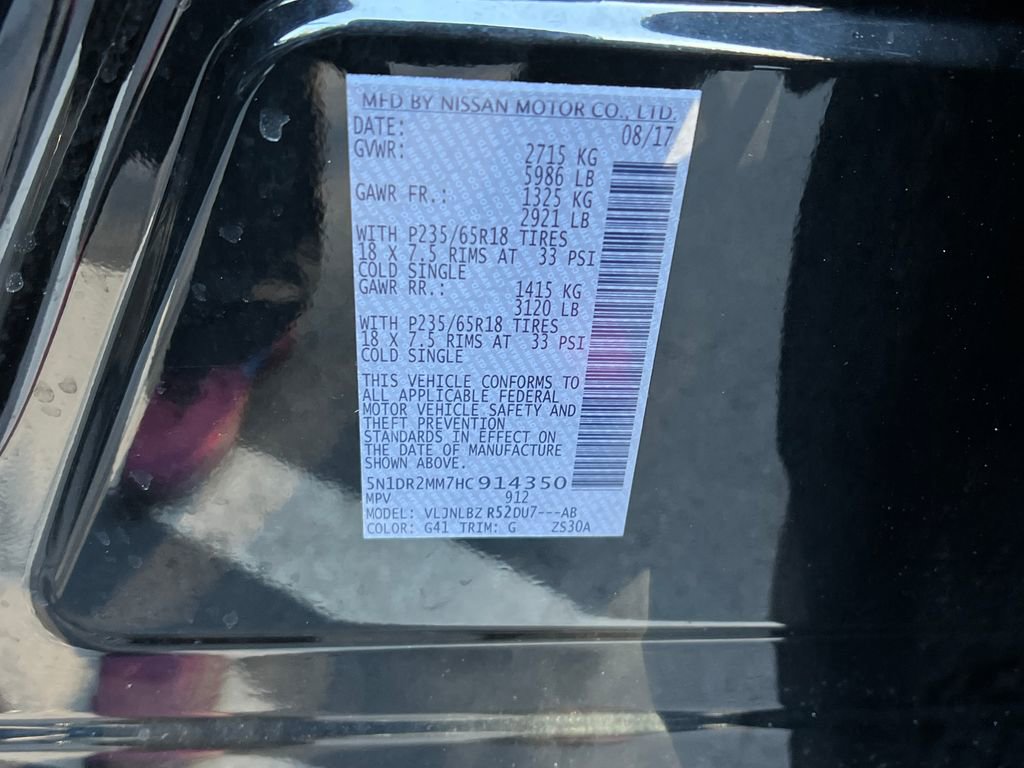 MFD BY NISSAN MOTOR CO., LTD.
DATE: 08/17
GVWR: 2715 KG
5986 LB
GAWR FR.: 1325 KG
2921 LB
WITH P235/65R18 TIRES
18 X 7.5 RIMS AT 33 PSI
COLD SINGLE
GAWR RR.: 1415 KG
3120 LB
WITH P235/65R18 TIRES
18 X 7.5 RIMS AT 33 PSI
COLD SINGLE
THIS VEHICLE CONFORMS TO
ALL APPLICABLE FEDERAL
MOTOR VEHICLE SAFETY AND
THEFT PREVENTION
STANDARDS IN EFFECT ON
THE DATE OF MANUFACTURE
SHOWN ABOVE.
5N1DR2MM7HC914350
MPV 912
MODEL: VLJNLBZ R52DU7---AB
COLOR: G41 TRIM: G ZS30A